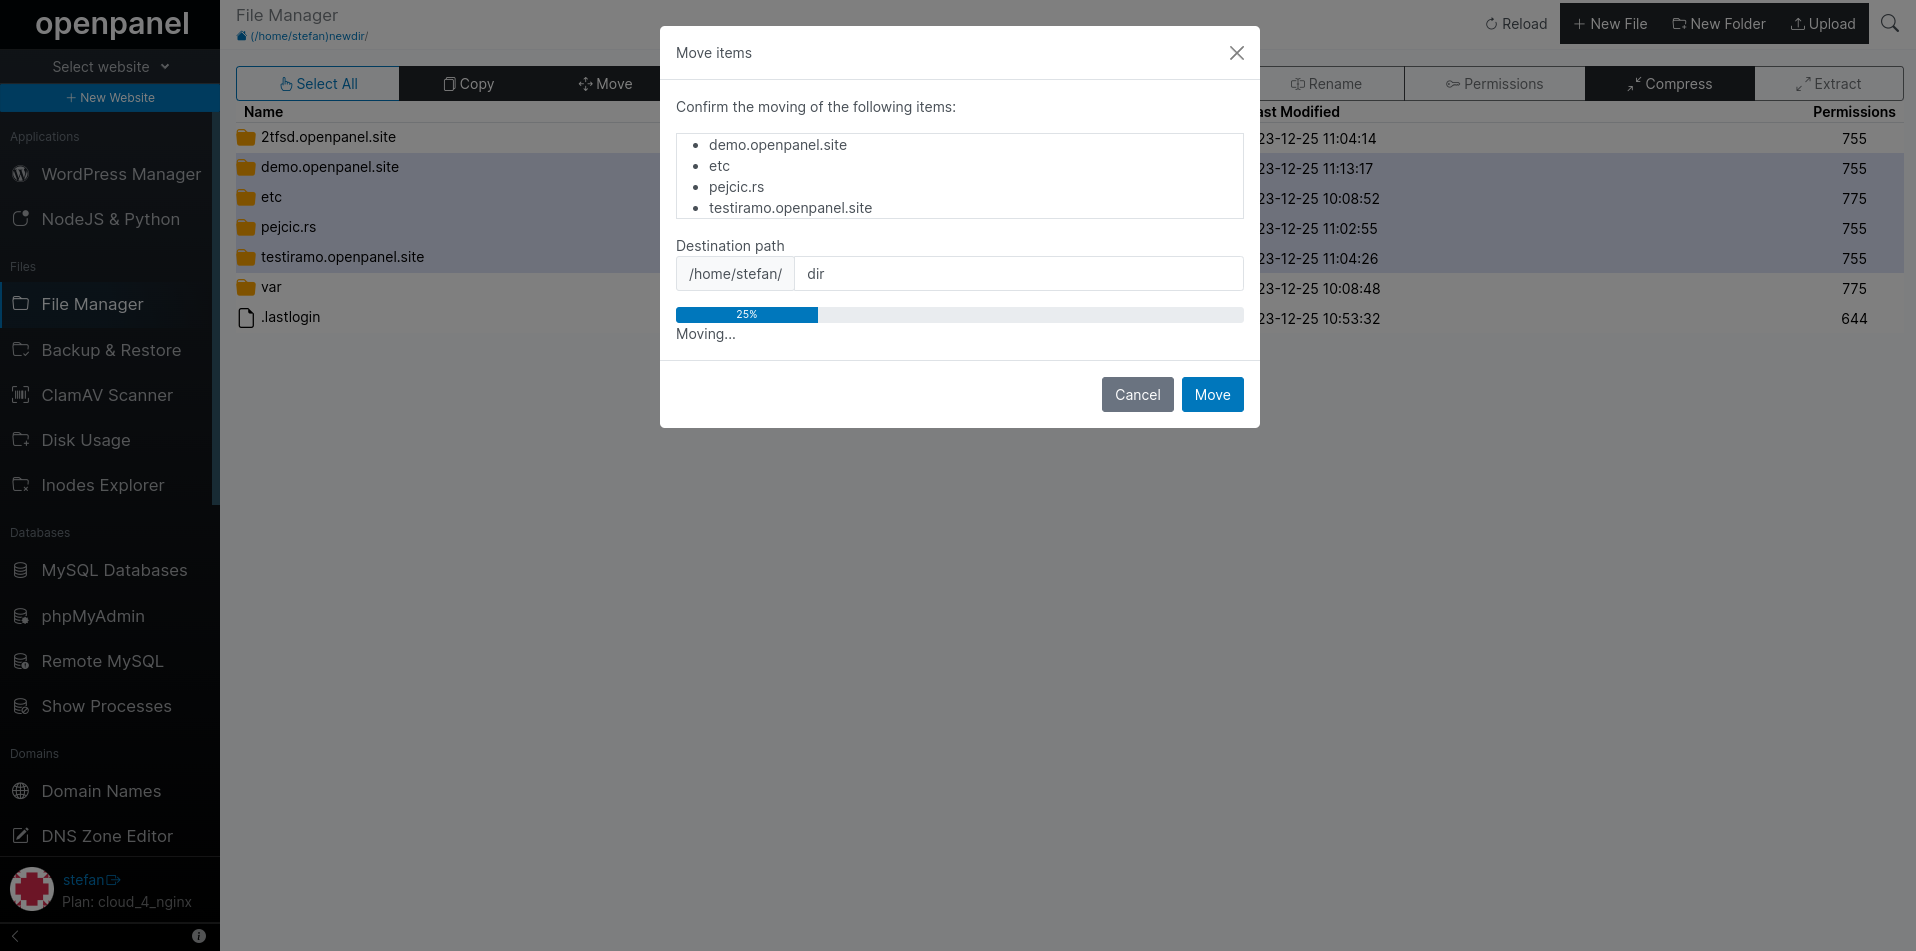 openpanel
Select website
+ New Website
Applications
WordPress Manager
NodeJS & Python
Files
File Manager
Backup & Restore
ClamAV Scanner
Disk Usage
Inodes Explorer
Databases
MySQL Databases
phpMyAdmin
Remote MySQL
Show Processes
Domains
Domain Names
DNS Zone Editor
stefan
Plan: cloud_4_nginx
File Manager
(/home/stefan)newdir/
Reload
+ New File
New Folder
Upload
Select All
Copy
Move
Rename
Permissions
Compress
Extract
Name
ast Modified
Permissions
2tfsd.openpanel.site
23-12-25 11:04:14
755
demo.openpanel.site
23-12-25 11:13:17
755
etc
23-12-25 10:08:52
775
pejcic.rs
23-12-25 11:02:55
755
testiramo.openpanel.site
23-12-25 11:04:26
755
var
23-12-25 10:08:48
775
.lastlogin
23-12-25 10:53:32
644
Move items
Confirm the moving of the following items:
• demo.openpanel.site
• etc
• pejcic.rs
• testiramo.openpanel.site
Destination path
/home/stefan/ dir
25%
Moving...
Cancel
Move